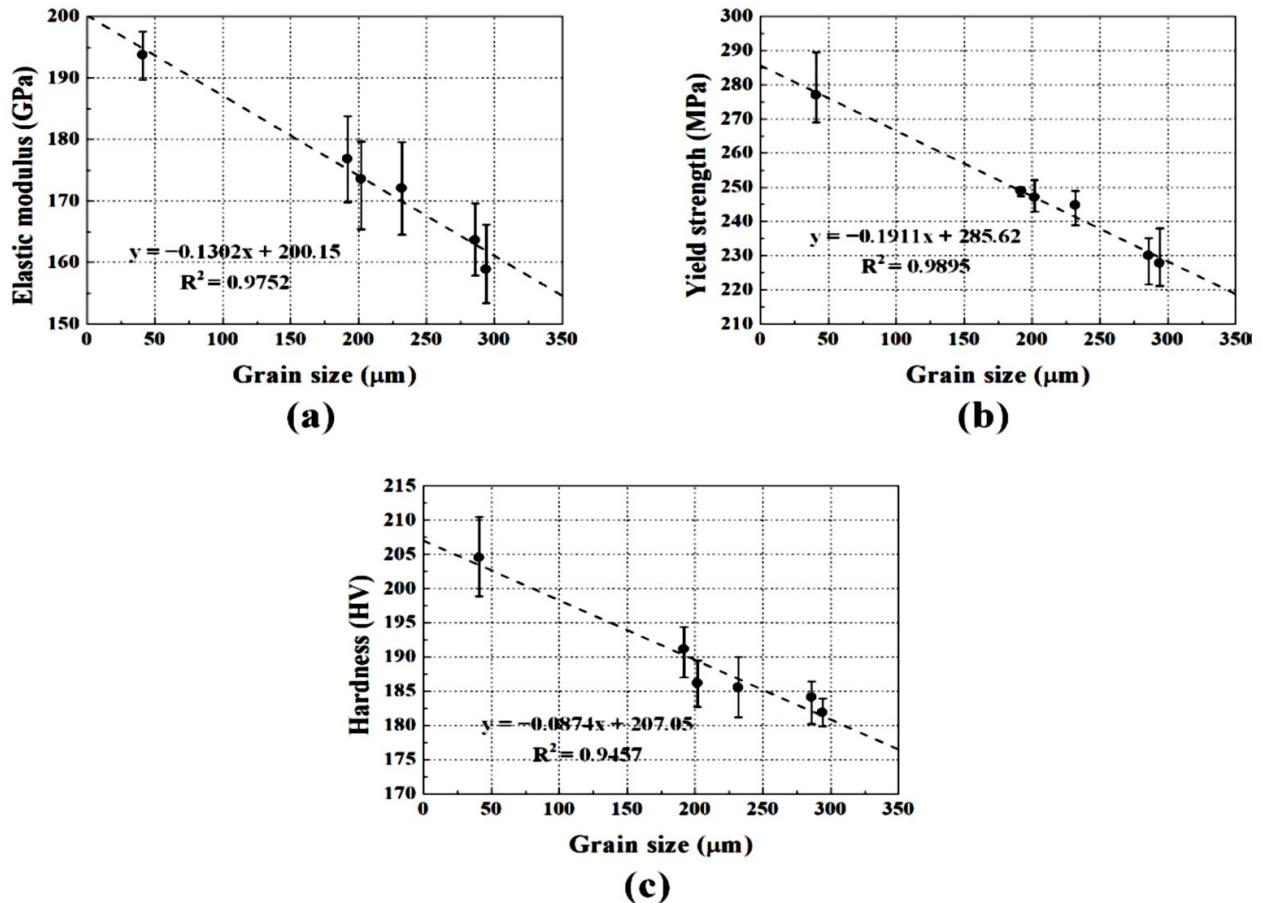 200
190
180
170
160
150
Elastic modulus ((GPa)
y = −0.1302x + 200.15
R² = 0.9752
0 50 100 150 200 250 300 350
Grain size (μm)
(a)
300
290
280
270
260
250
240
230
220
210
Yield strength (MPa)
y = −0.1911x + 285.62
R² = 0.9895
0 50 100 150 200 250 300 350
Grain size (μm)
(b)
215
210
205
200
195
190
185
180
175
170
Hardness (HV)
y = −0.0874x + 207.05
R² = 0.9457
0 50 100 150 200 250 300 350
Grain size (μm)
(c)